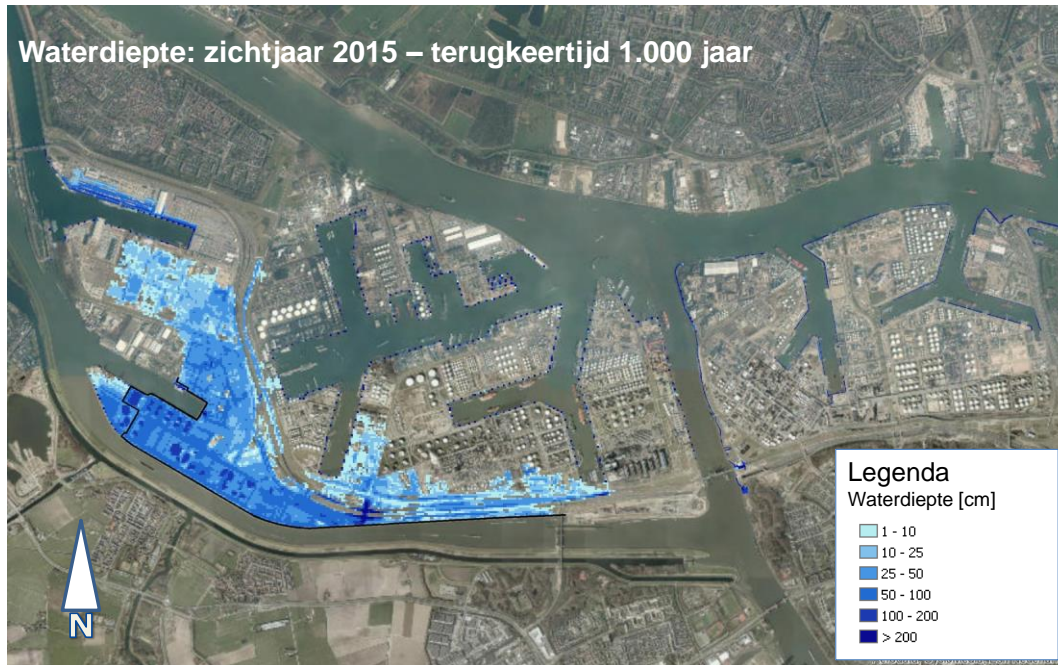 Waterdiepte: zichtjaar 2015 – terugkeertijd 1.000 jaar
Legenda
Waterdiepte [cm]
1 - 10
10 - 25
25 - 50
50 - 100
100 - 200
> 200
N